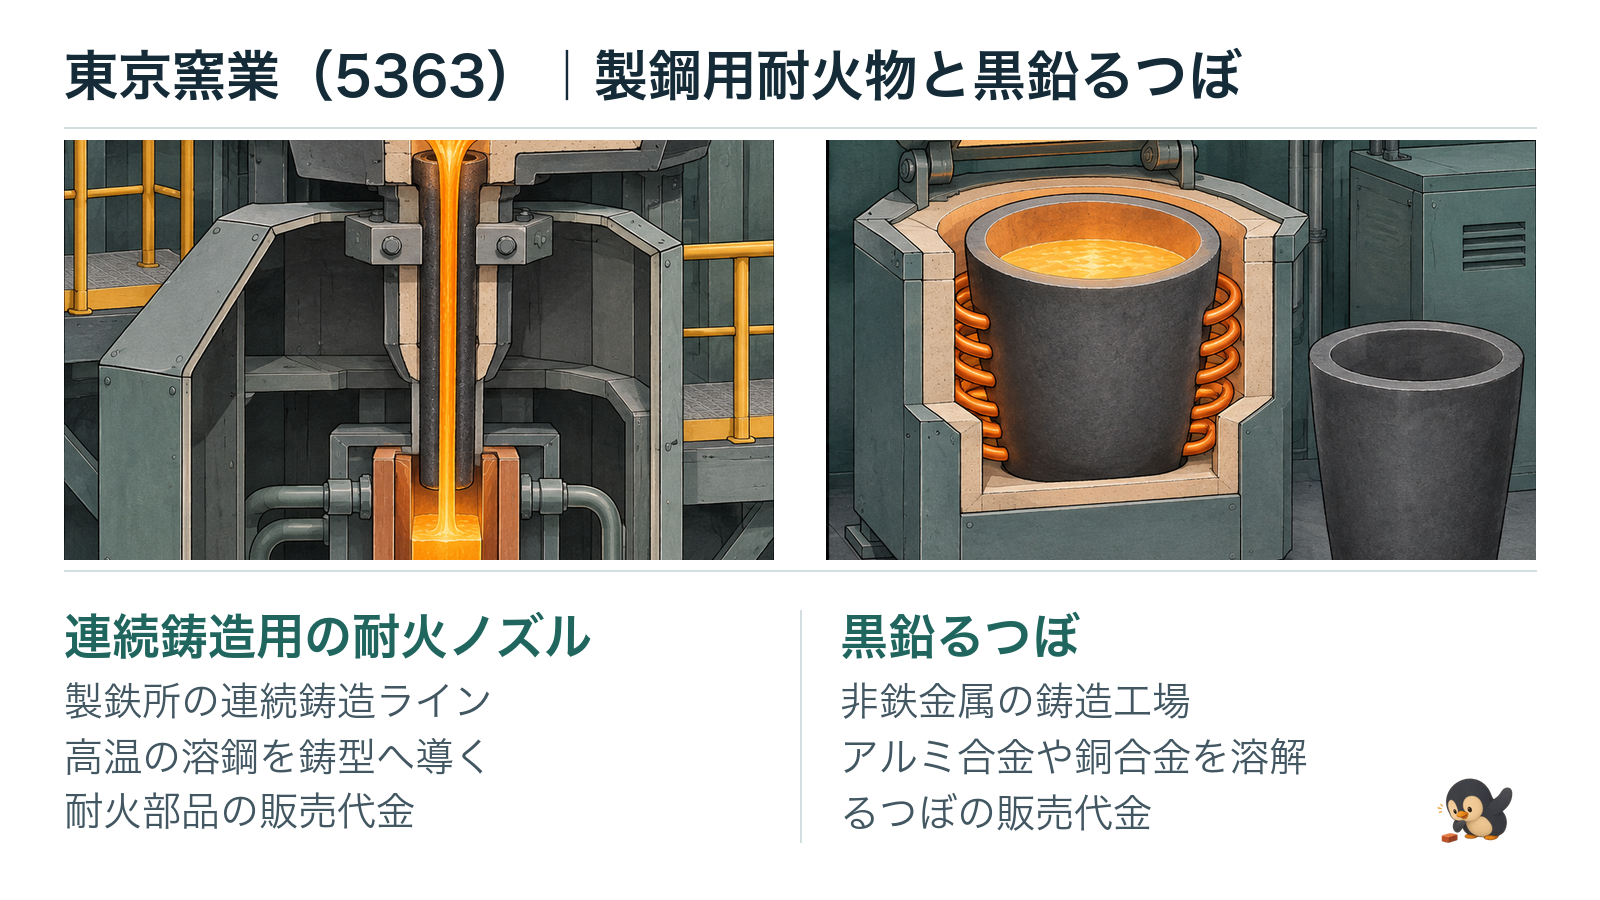 東京窯業（5363）｜製鋼用耐火物と黒鉛るつぼ
連続鋳造用の耐火ノズル
製鉄所の連続鋳造ライン
高温の溶鋼を鋳型へ導く
耐火部品の販売代金
黒鉛るつぼ
非鉄金属の鋳造工場
アルミ合金や銅合金を溶解
るつぼの販売代金